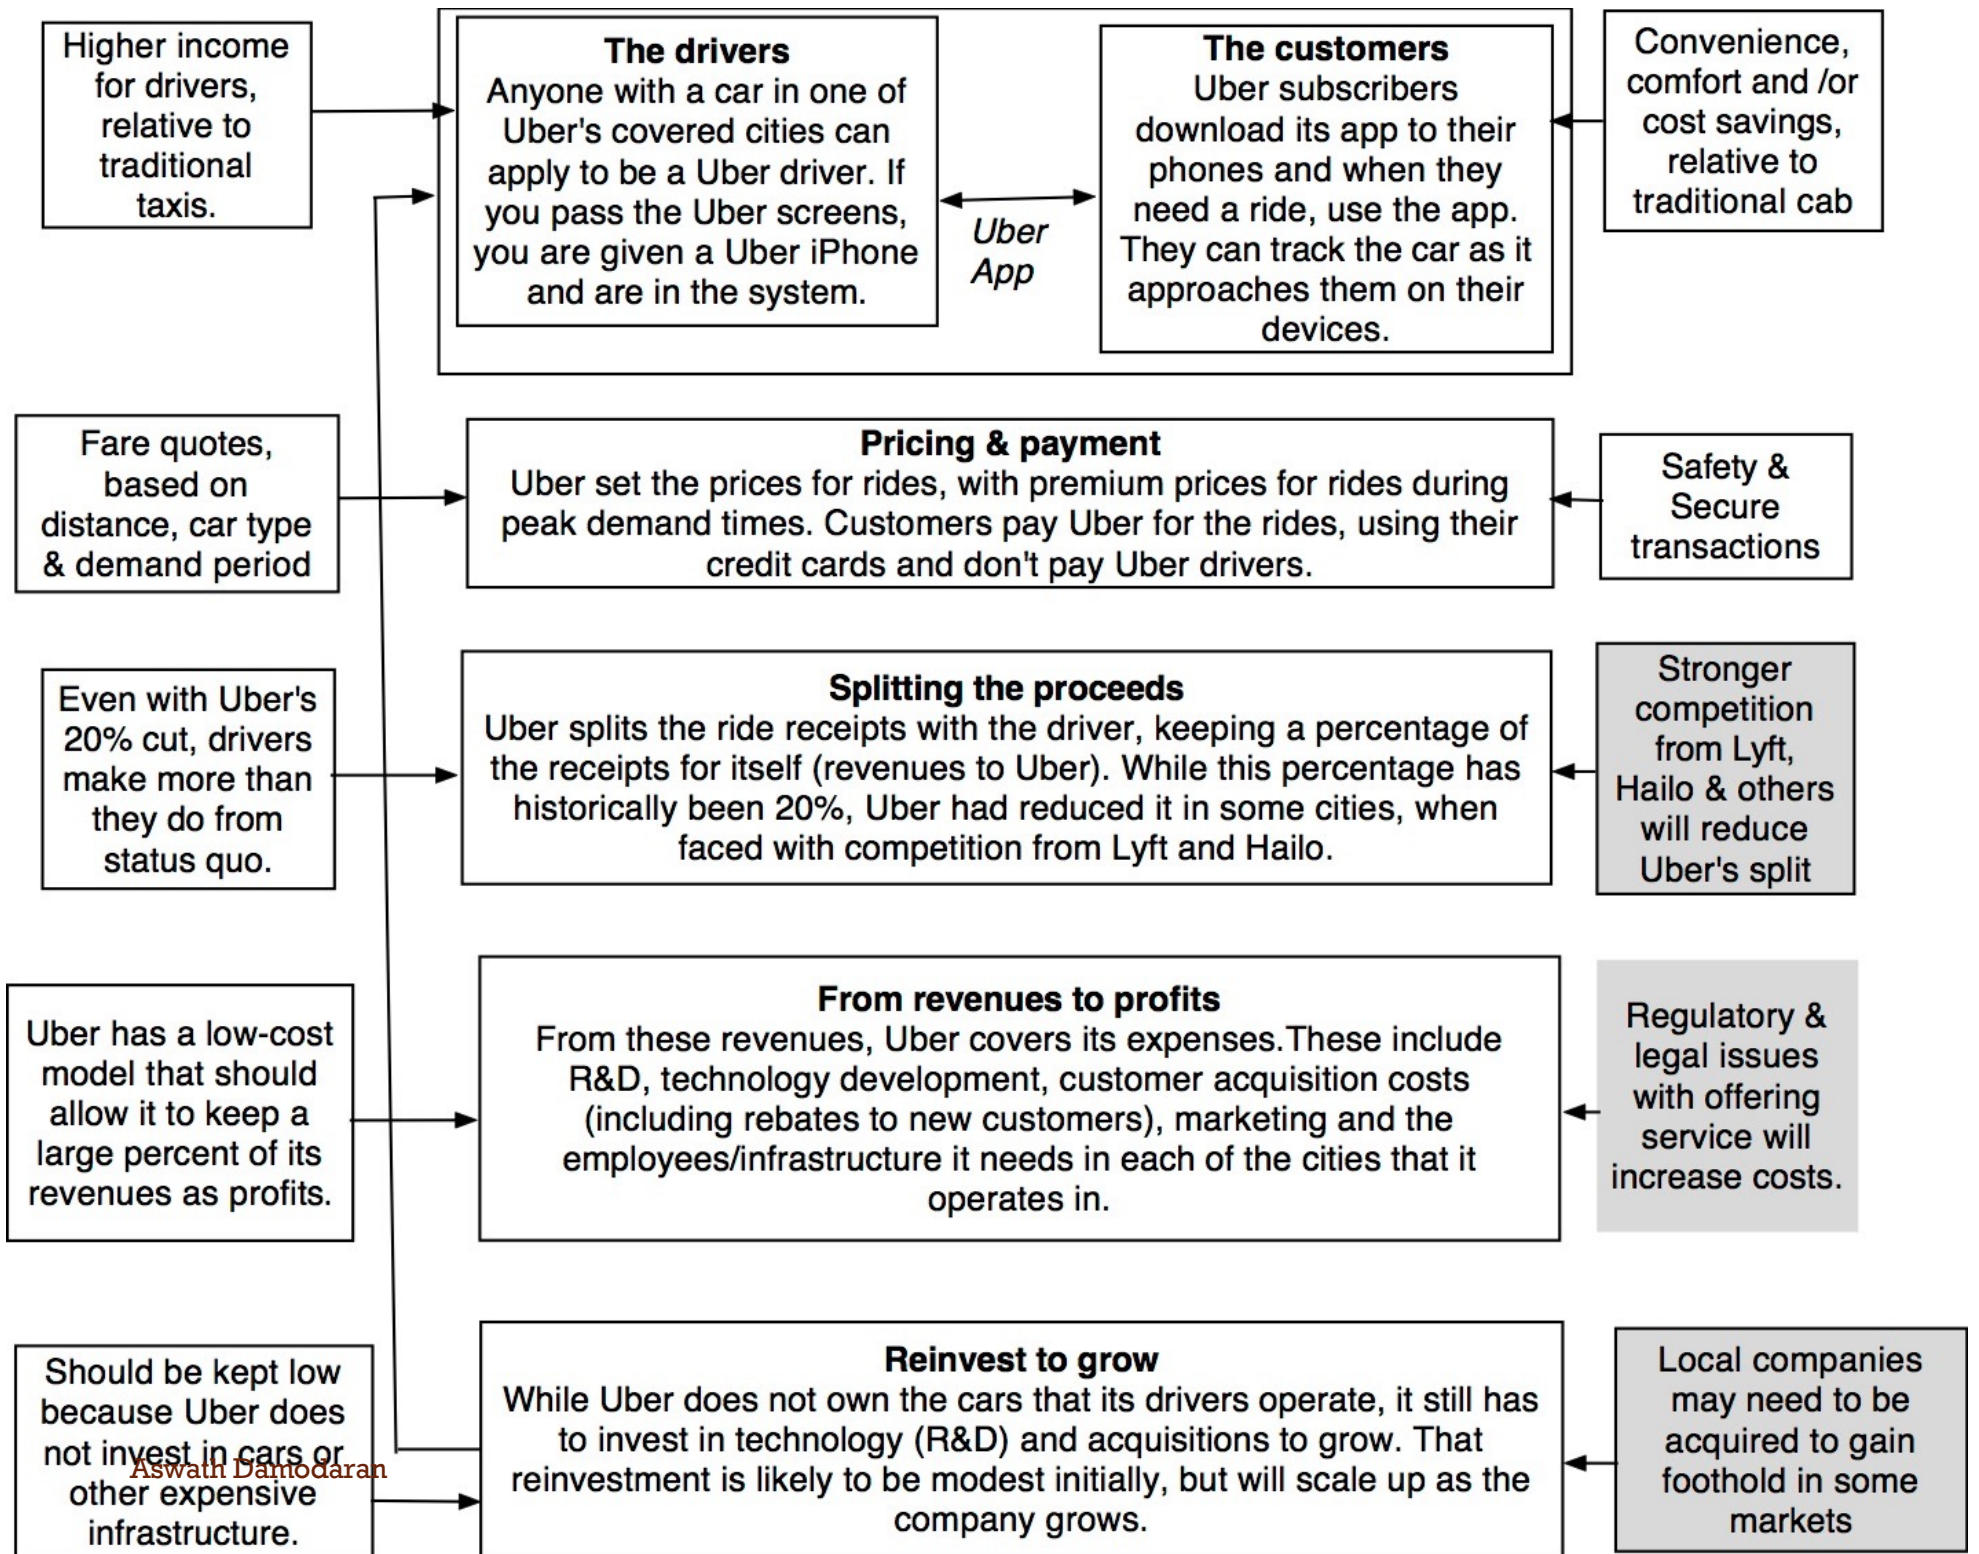 Higher income
for drivers,
relative to
traditional
taxis.
The drivers
Anyone with a car in one of
Uber's covered cities can
apply to be a Uber driver. If
you pass the Uber screens,
you are given a Uber iPhone
and are in the system.
Uber
App
The customers
Uber subscribers
download its app to their
phones and when they
need a ride, use the app.
They can track the car as it
approaches them on their
devices.
Convenience,
comfort and /or
cost savings,
relative to
traditional cab
Fare quotes,
based on
distance, car type
& demand period
Pricing & payment
Uber set the prices for rides, with premium prices for rides during
peak demand times. Customers pay Uber for the rides, using their
credit cards and don't pay Uber drivers.
Safety &
Secure
transactions
Even with Uber's
20% cut, drivers
make more than
they do from
status quo.
Splitting the proceeds
Uber splits the ride receipts with the driver, keeping a percentage of
the receipts for itself (revenues to Uber). While this percentage has
historically been 20%, Uber had reduced it in some cities, when
faced with competition from Lyft and Hailo.
Stronger
competition
from Lyft,
Hailo & others
will reduce
Uber's split
Uber has a low-cost
model that should
allow it to keep a
large percent of its
revenues as profits.
From revenues to profits
From these revenues, Uber covers its expenses.These include
R&D, technology development, customer acquisition costs
(including rebates to new customers), marketing and the
employees/infrastructure it needs in each of the cities that it
operates in.
Regulatory &
legal issues
with offering
service will
increase costs.
Should be kept low
because Uber does
not invest in cars or
other expensive
infrastructure.
Aswath Damodaran
Reinvest to grow
While Uber does not own the cars that its drivers operate, it still has
to invest in technology (R&D) and acquisitions to grow. That
reinvestment is likely to be modest initially, but will scale up as the
company grows.
Local companies
may need to be
acquired to gain
foothold in some
markets